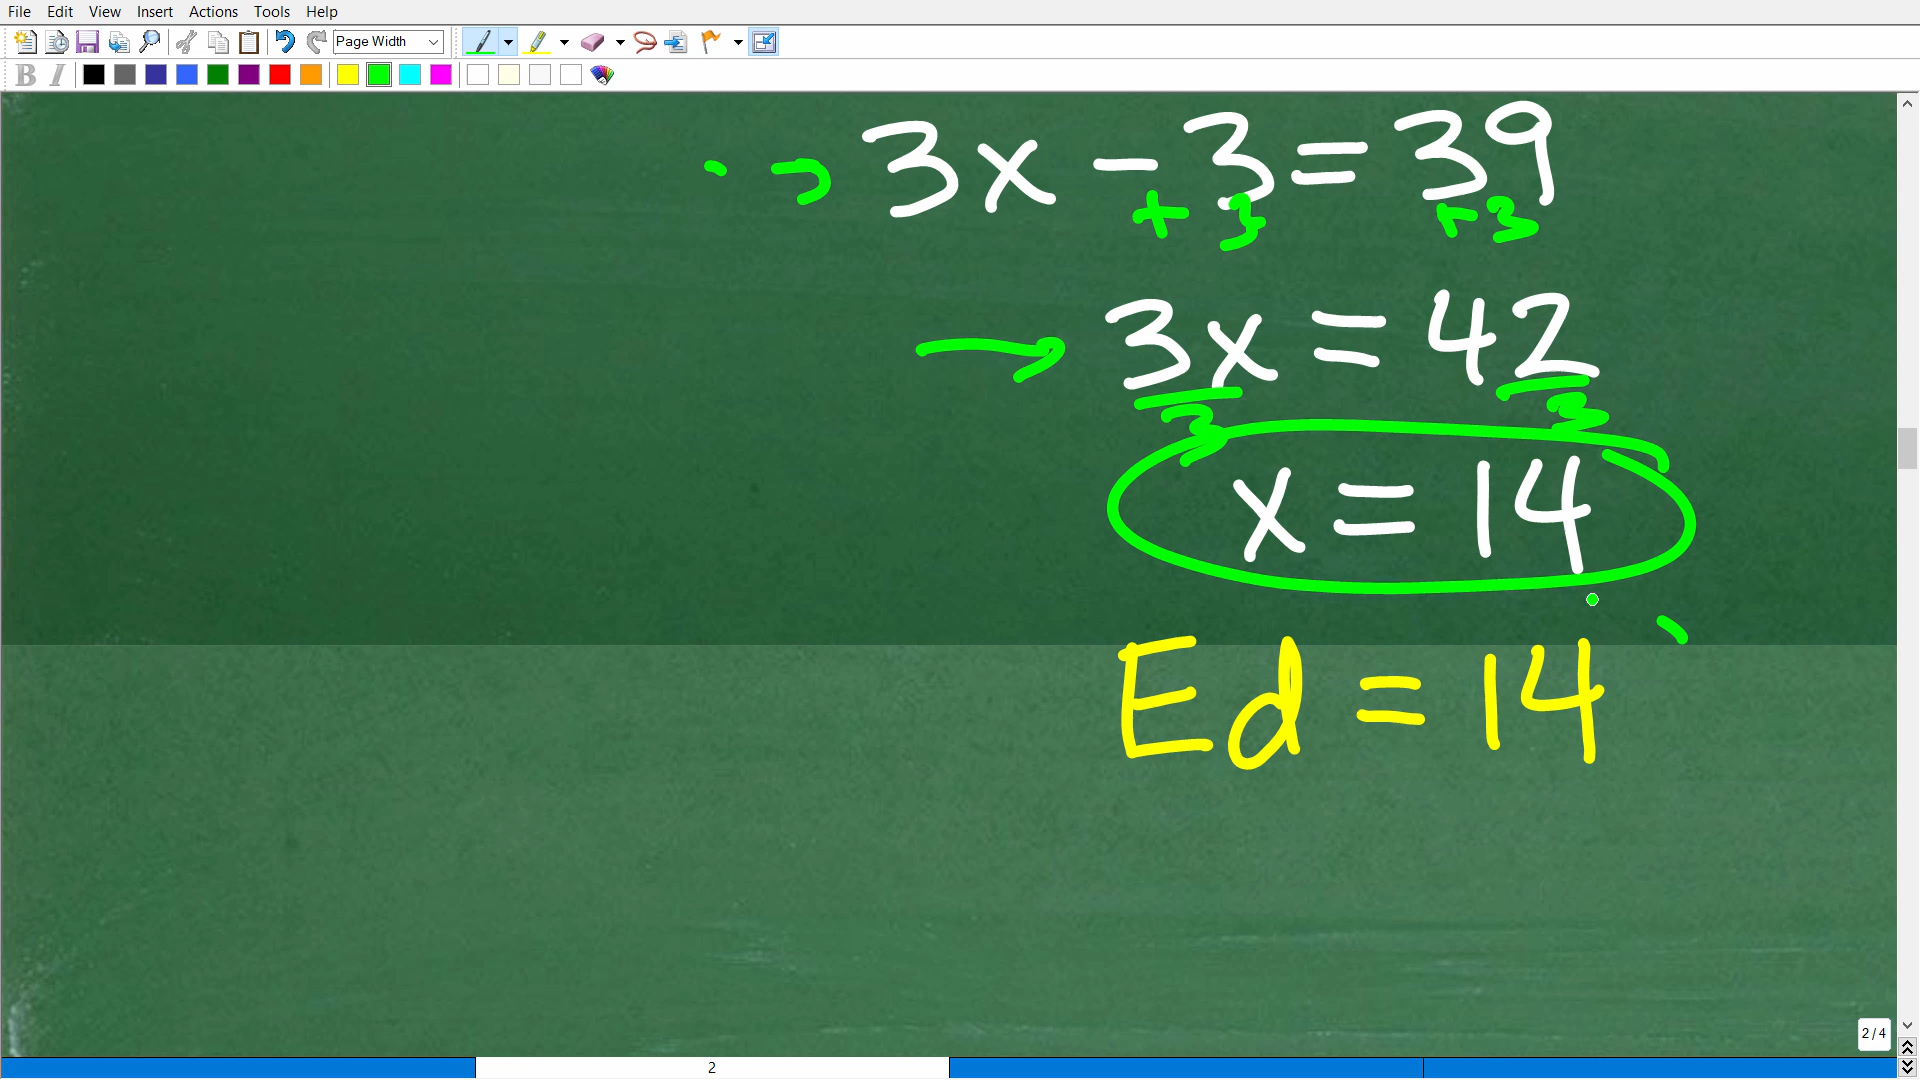 File Edit View Insert Actions Tools Help
Page Width
B I
3x - 3 = 39
+ 3 + 3
3x = 42
3 3
x = 14
Ed = 14
2 / 4
2